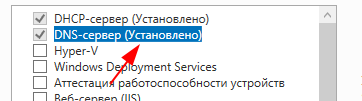 DHCP-сервер (Установлено)
DNS-сервер (Установлено)
Hyper-V
Windows Deployment Services
Аттестация работоспособности устройств
Веб-сервер (IIS)